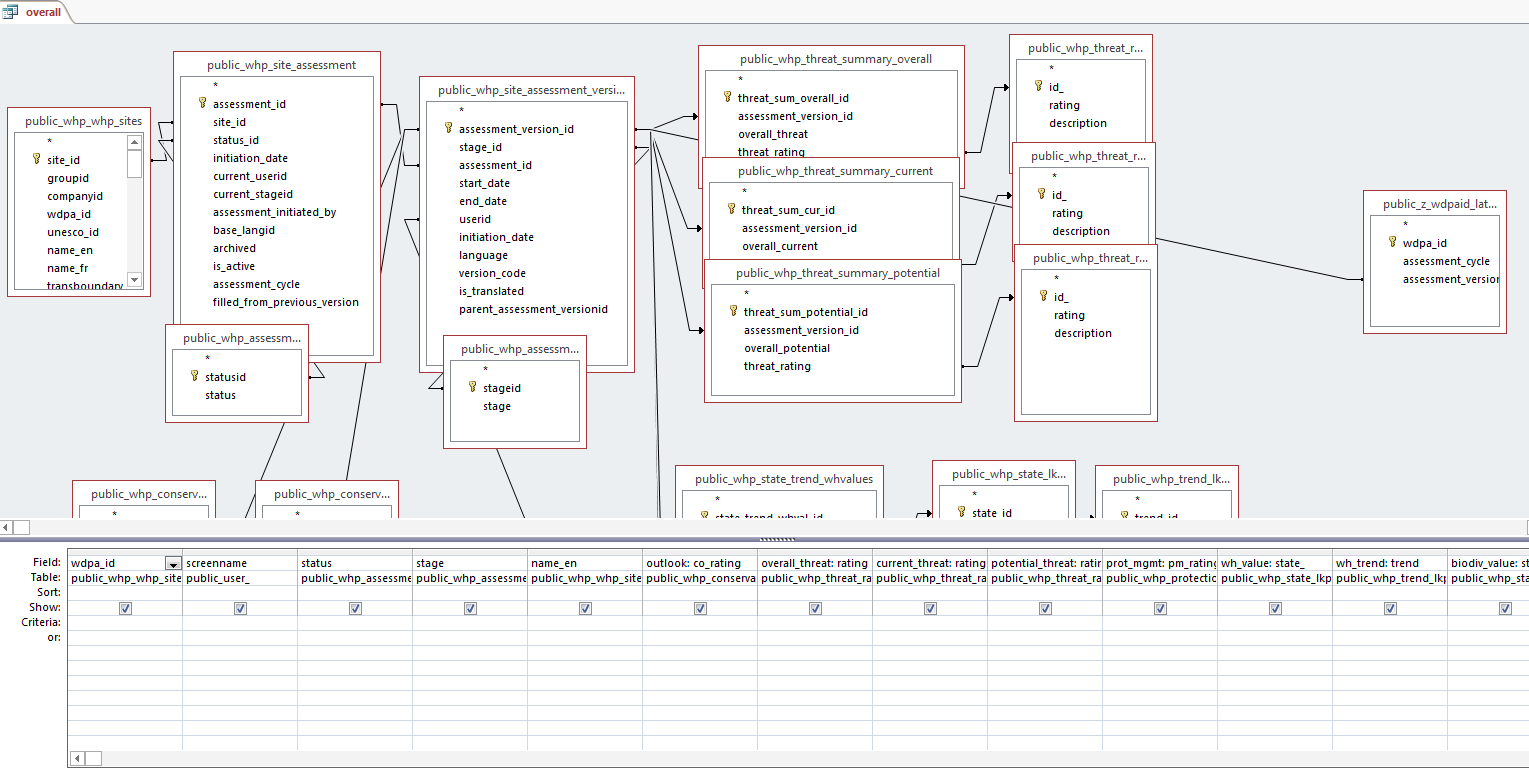 overall
public_whp_whp_sites
*
site_id
groupid
companyid
wdpa_id
unesco_id
name_en
name_fr
transboundary
public_whp_site_assessment
*
assessment_id
site_id
status_id
initiation_date
current_userid
current_stageid
assessment_initiated_by
base_langid
archived
is_active
assessment_cycle
filled_from_previous_version
public_whp_assessm...
*
statusid
status
public_whp_site_assessment_versi...
*
assessment_version_id
stage_id
assessment_id
start_date
end_date
userid
initiation_date
language
version_code
is_translated
parent_assessment_versionid
public_whp_assessm...
*
stageid
stage
public_whp_threat_summary_overall
*
threat_sum_overall_id
assessment_version_id
overall_threat
threat_rating
public_whp_threat_summary_current
*
threat_sum_cur_id
assessment_version_id
overall_current
public_whp_threat_summary_potential
*
threat_sum_potential_id
assessment_version_id
overall_potential
threat_rating
public_whp_threat_r...
*
id_
rating
description
public_whp_threat_r...
*
id_
rating
description
public_whp_threat_r...
*
id_
rating
description
public_z_wdpaid_lat...
*
wdpa_id
assessment_cycle
assessment_version
public_whp_conserv...
*
public_whp_conserv...
*
public_whp_state_trend_whvalues
*
state_trend_whval_id
public_whp_state_lk...
*
state_id
public_whp_trend_lk...
*
trend_id
Field: wdpa_id screenname status stage name_en outlook: co_rating overall_threat: rating current_threat: rating potential_threat: ratin prot_mgmt: pm_rating wh_value: state_ wh_trend: trend biodiv_value: st
Table: public_whp_whp_site public_user_ public_whp_assessme public_whp_assessme public_whp_whp_site public_whp_conserva public_whp_threat_ra public_whp_threat_ra public_whp_threat_ra public_whp_protectio public_whp_state_lkp public_whp_trend_lkp public_whp_sta
Sort:
Show:
Criteria:
or: